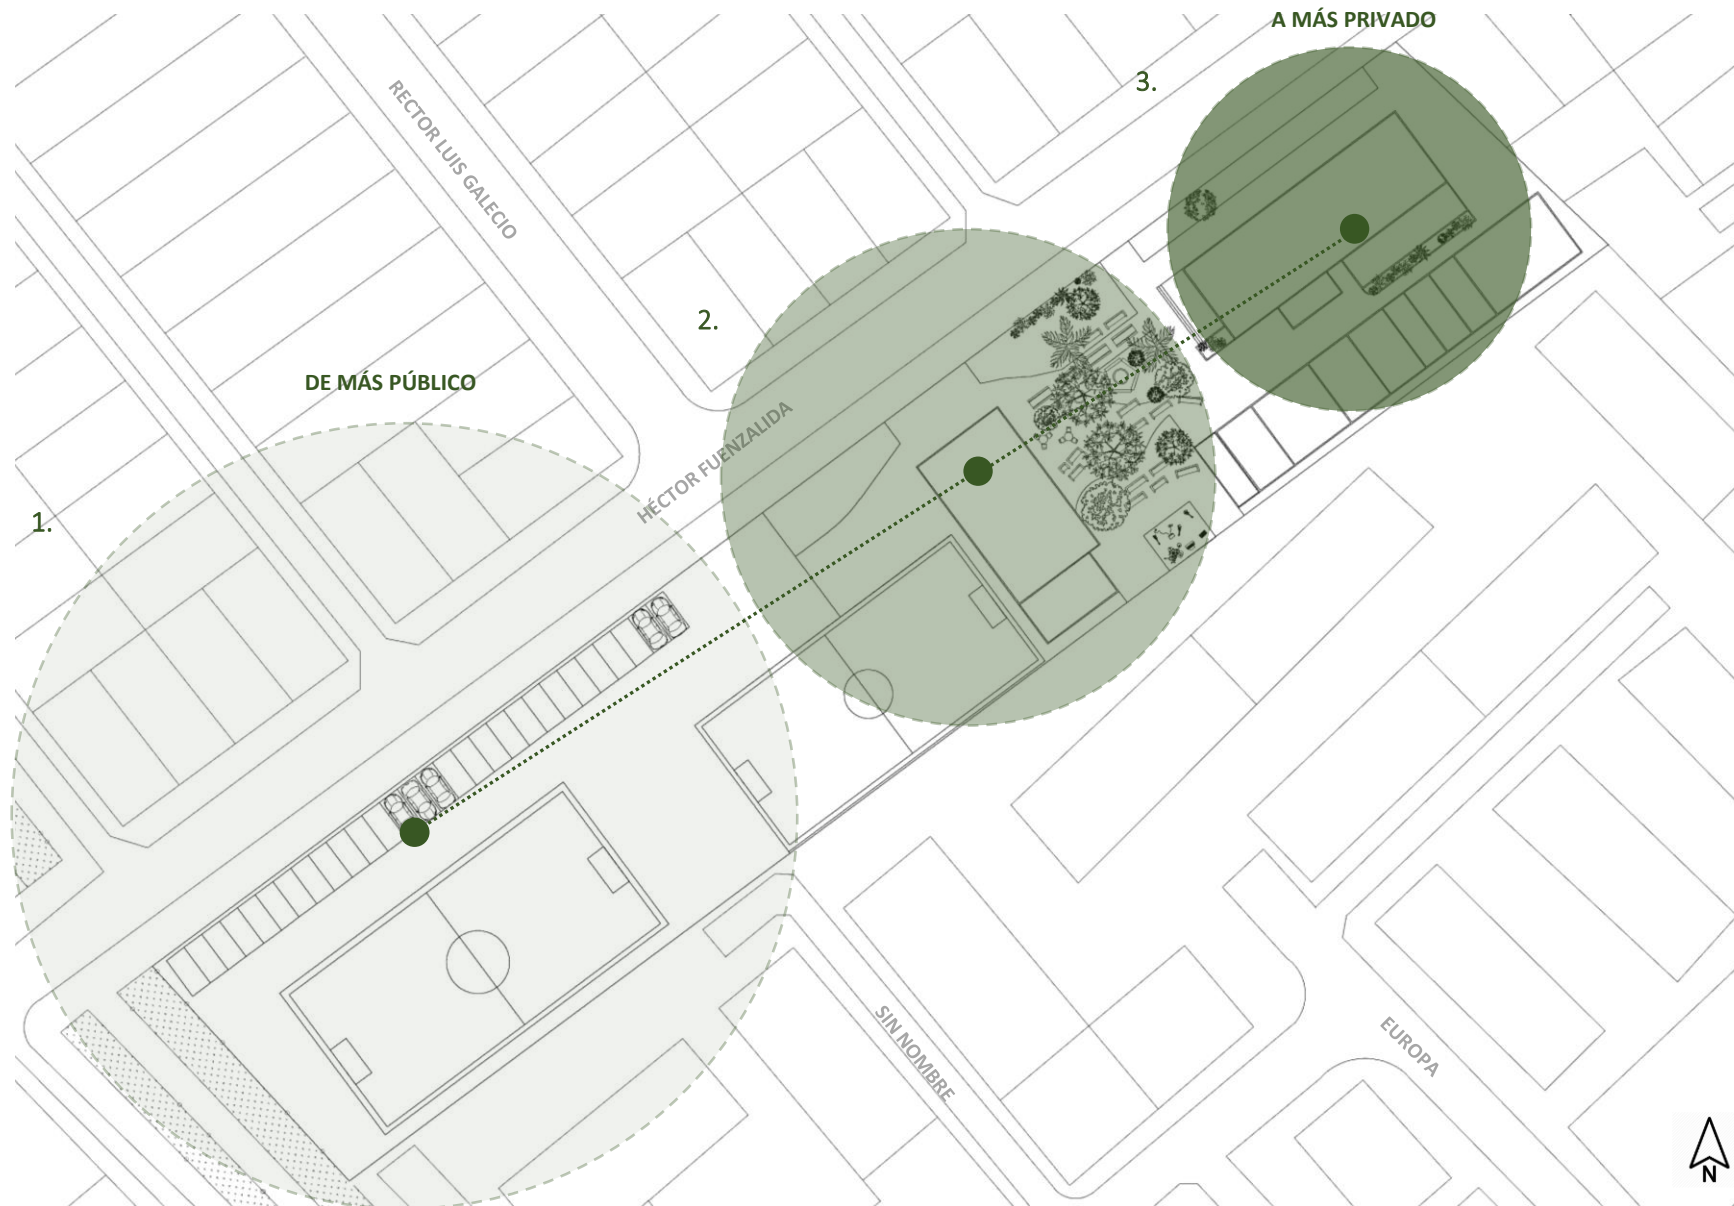 A MÁS PRIVADO
3.
RECTOR LUIS GALECIO
2.
DE MÁS PÚBLICO
HÉCTOR FUENZALIDA
1.
SIN NOMBRE
EUROPA
N